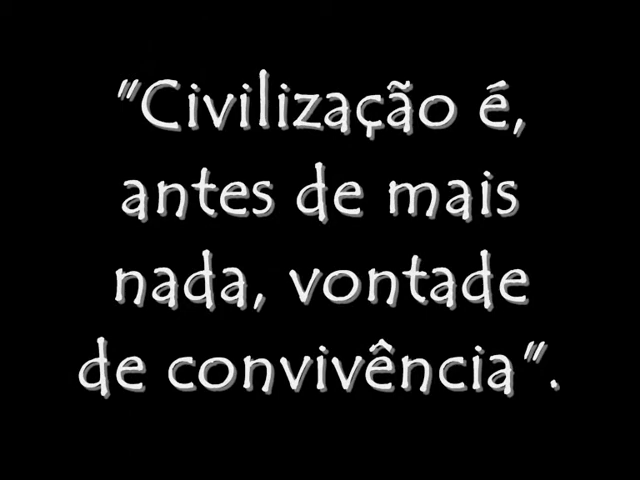 "Civilização é,
antes de mais
nada, vontade
de convivência".